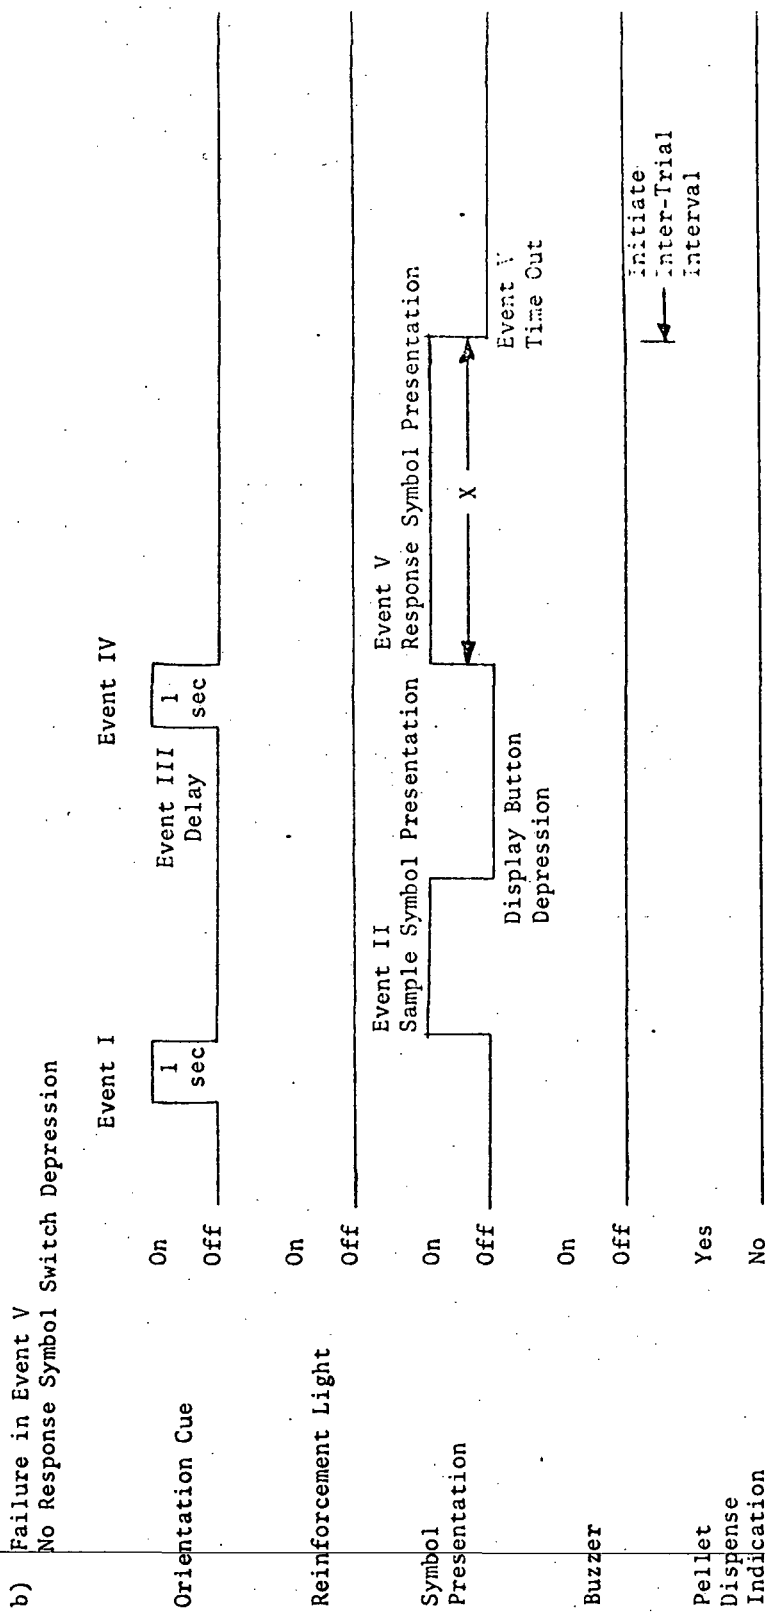 b) Failure in Event V
No Response Symbol Switch Depression
Event I
Event IV
Orientation Cue
On
Off
1
sec
Event III
Delay
1
sec
Reinforcement Light
On
Off
Symbol
Presentation
On
Off
Event II
Sample Symbol Presentation
Event V
Response Symbol Presentation
X
Display Button
Depression
Event V
Time Out
Buzzer
On
Off
Initiate
Inter-Trial
Interval
Pellet
Dispense
Indication
Yes
No